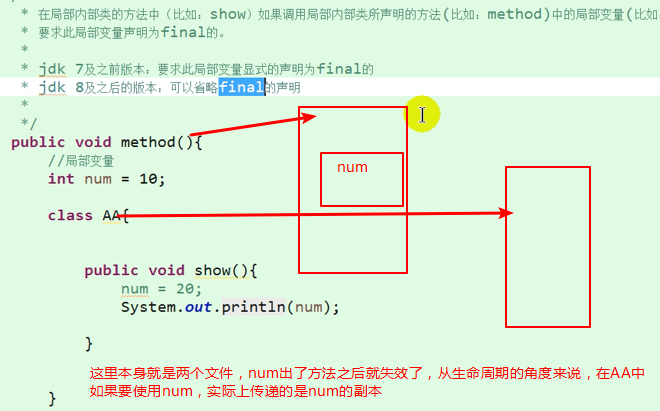 * 在局部内部类的方法中（比如：show）如果调用局部内部类所声明的方法(比如：method)中的局部变量(比如
* 要求此局部变量声明为final的。
*
* jdk 7及之前版本：要求此局部变量显式的声明为final的
* jdk 8及之后的版本：可以省略final的声明
*
*/
public void method(){
//局部变量
int num = 10;
num
class AA{
public void show(){
num = 20;
System.out.println(num);
}
这里本身就是两个文件，num出了方法之后就失效了，从生命周期的角度来说，在AA中
如果要使用num，实际上传递的是num的副本
}